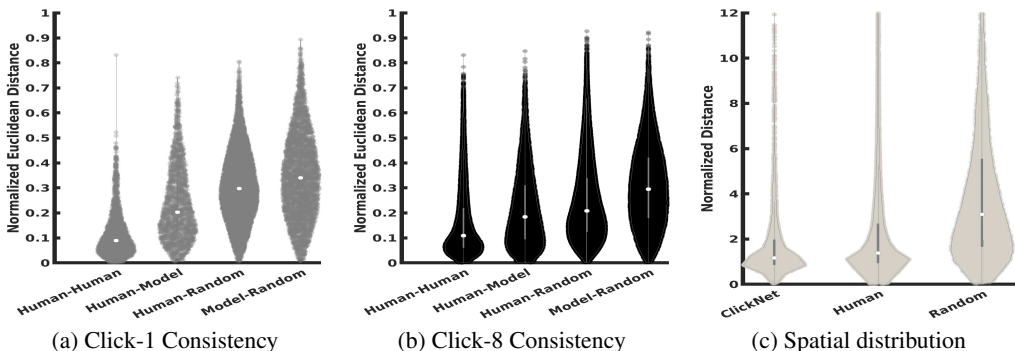 Normalized Euclidean Distance
1
0.9
0.8
0.7
0.6
0.5
0.4
0.3
0.2
0.1
0
Human-Human
Human-Model
Human-Random
Model-Random
(a) Click-1 Consistency
Normalized Euclidean Distance
1
0.9
0.8
0.7
0.6
0.5
0.4
0.3
0.2
0.1
0
Human-Human
Human-Model
Human-Random
Model-Random
(b) Click-8 Consistency
Normalized Distance
12
10
8
6
4
2
0
ClickNet
Human
Random
(c) Spatial distribution